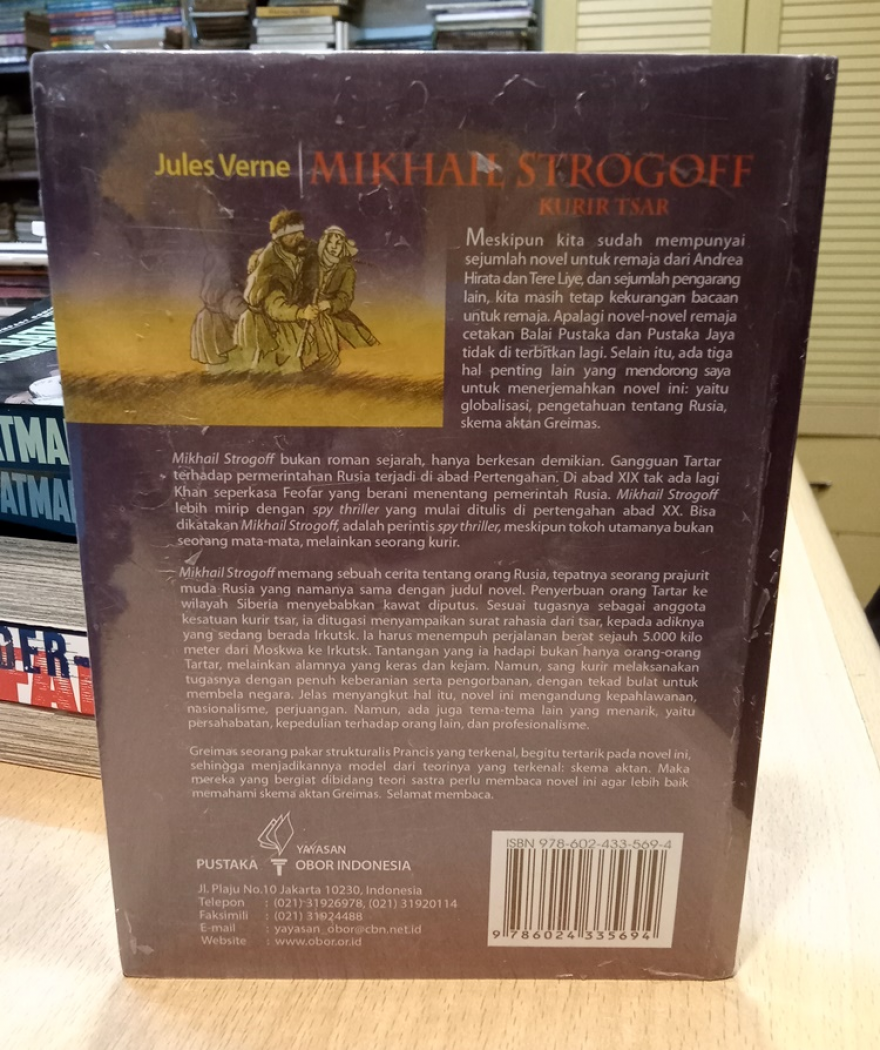 Jules Verne | MIKHAIL STROGOFF
KURIR TSAR
Meskipun kita sudah mempunyai
sejumlah novel untuk remaja dari Andrea
Hirata dan Tere Liye, dan sejumlah pengarang
lain, kita masih tetap kekurangan bacaan
untuk remaja. Apalagi novel-novel remaja
cetakan Balai Pustaka dan Pustaka Jaya
tidak di terbitkan lagi. Selain itu, ada tiga
hal penting lain yang mendorong saya
untuk menerjemahkan novel ini: yaitu
globalisasi, pengetahuan tentang Rusia,
skema aktan Greimas.
Mikhail Strogoff bukan roman sejarah, hanya berkesan demikian. Gangguan Tartar
terhadap permerintahan Rusia terjadi di abad Pertengahan. Di abad XIX tak ada lagi
Khan seperkasa Feofar yang berani menentang pemerintah Rusia. Mikhail Strogoff
lebih mirip dengan spy thriller yang mulai ditulis di pertengahan abad XX. Bisa
dikatakan Mikhail Strogoff, adalah perintis spy thriller, meskipun tokoh utamanya bukan
seorang mata-mata, melainkan seorang kurir.
Mikhail Strogoff memang sebuah cerita tentang orang Rusia, tepatnya seorang prajurit
muda Rusia yang namanya sama dengan judul novel. Penyerbuan orang Tartar ke
wilayah Siberia menyebabkan kawat diputus. Sesuai tugasnya sebagai anggota
kesatuan kurir tsar, ia ditugasi menyampaikan surat rahasia dari tsar, kepada adiknya
yang sedang berada Irkutsk. Ia harus menempuh perjalanan berat sejauh 5.000 kilo
meter dari Moskwa ke Irkutsk. Tantangan yang ia hadapi bukan hanya orang-orang
Tartar, melainkan alamnya yang keras dan kejam. Namun, sang kurir melaksanakan
tugasnya dengan penuh keberanian serta pengorbanan, dengan tekad bulat untuk
membela negara. Jelas menyangkut hal itu, novel ini mengandung kepahlawanan,
nasionalisme, perjuangan. Namun, ada juga tema-tema lain yang menarik, yaitu
persahabatan, kepedulian terhadap orang lain, dan profesionalisme.
Greimas seorang pakar strukturalis Prancis yang terkenal, begitu tertarik pada novel ini,
sehingga menjadikannya model dari teorinya yang terkenal: skema aktan. Maka
mereka yang bergiat dibidang teori sastra perlu membaca novel ini agar lebih baik
memahami skema aktan Greimas. Selamat membaca.
YAYASAN
PUSTAKA OBOR INDONESIA
Jl. Plaju No.10 Jakarta 10230, Indonesia
Telepon : (021) 31926978, (021) 31920114
Faksimili : (021) 31924488
E-mail : yayasan_obor@cbn.net.id
Website : www.obor.or.id
ISBN 978-602-433-569-4
9 786024 335694
ATMA
ATMA
DER-